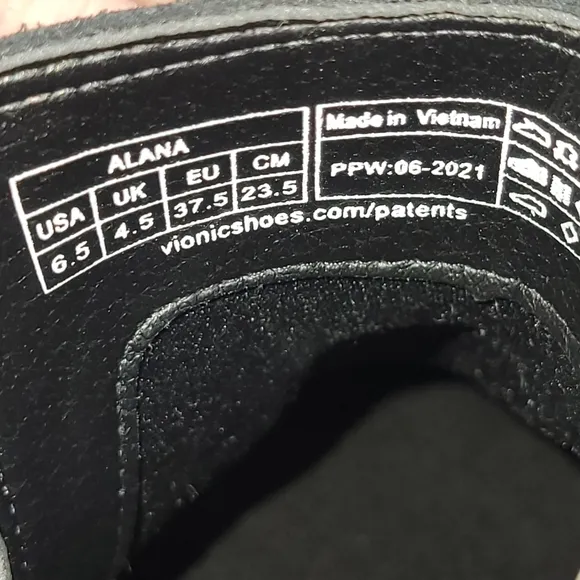 ALANA
USA UK EU CM
6.5 4.5 37.5 23.5
vionicshoes.com/patents
Made in Vietnam
PPW:06-2021